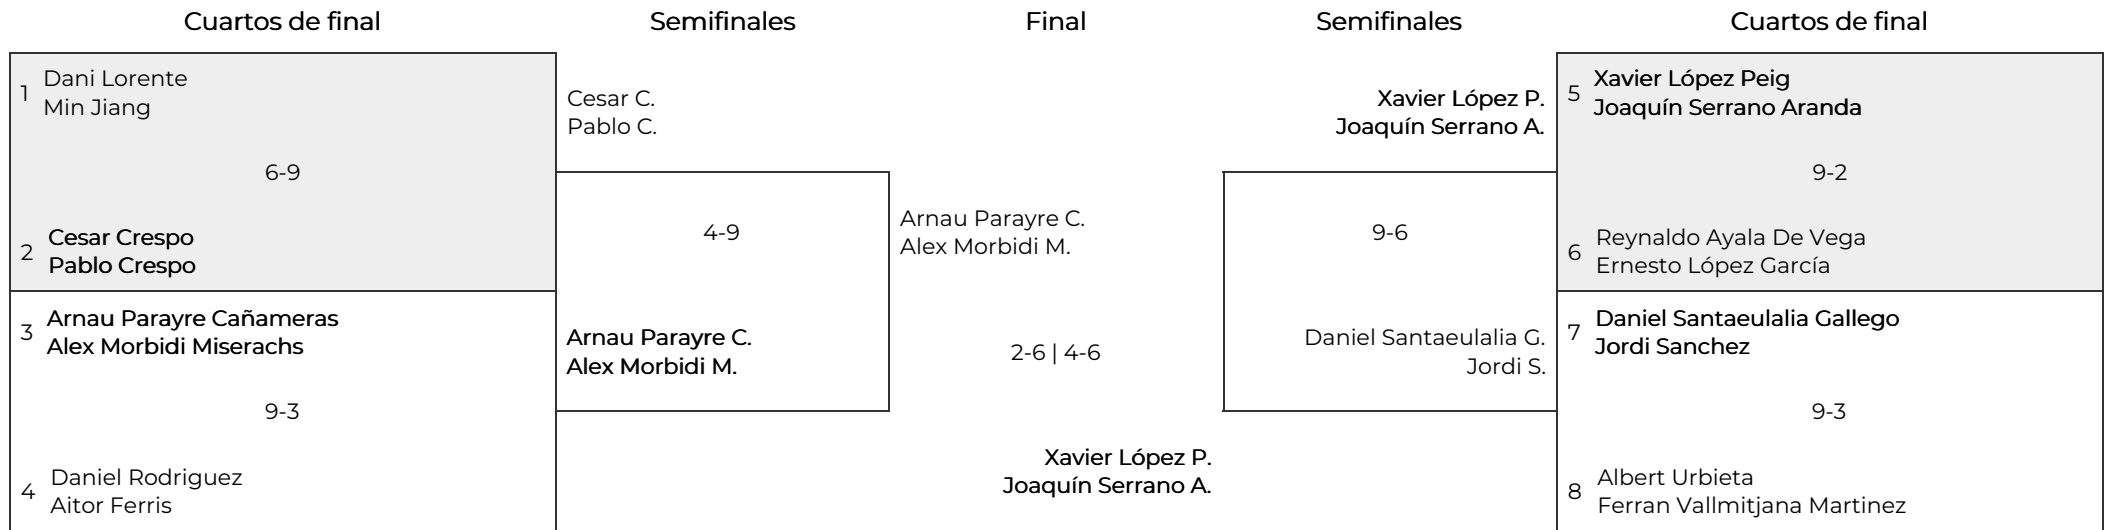 Cuartos de final
Semifinales
Final
Semifinales
Cuartos de final
1
Dani Lorente
Min Jiang
6-9
2
Cesar Crespo
Pablo Crespo
3
Arnau Parayre Cañameras
Alex Morbidi Miserachs
9-3
4
Daniel Rodriguez
Aitor Ferris
Cesar C.
Pablo C.
4-9
Arnau Parayre C.
Alex Morbidi M.
Arnau Parayre C.
Alex Morbidi M.
2-6 | 4-6
Xavier López P.
Joaquín Serrano A.
Xavier López P.
Joaquín Serrano A.
9-6
Daniel Santaeulalia G.
Jordi S.
5
Xavier López Peig
Joaquín Serrano Aranda
9-2
6
Reynaldo Ayala De Vega
Ernesto López García
7
Daniel Santaeulalia Gallego
Jordi Sanchez
9-3
8
Albert Urbieta
Ferran Vallmitjana Martinez